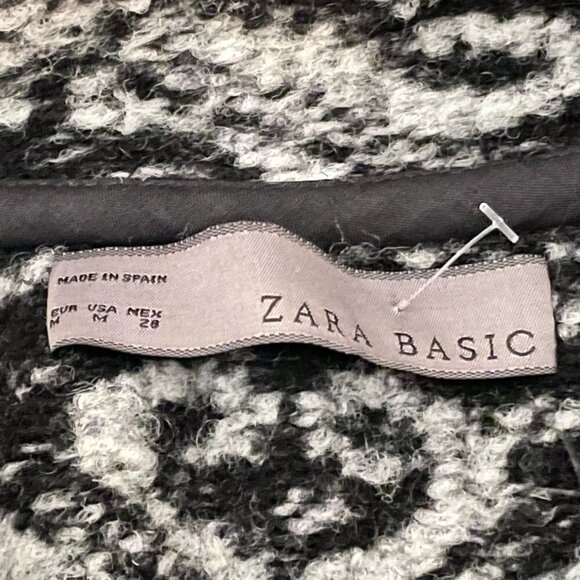 MADE IN SPAIN
EUR USA MEX
M M 28
ZARA BASIC